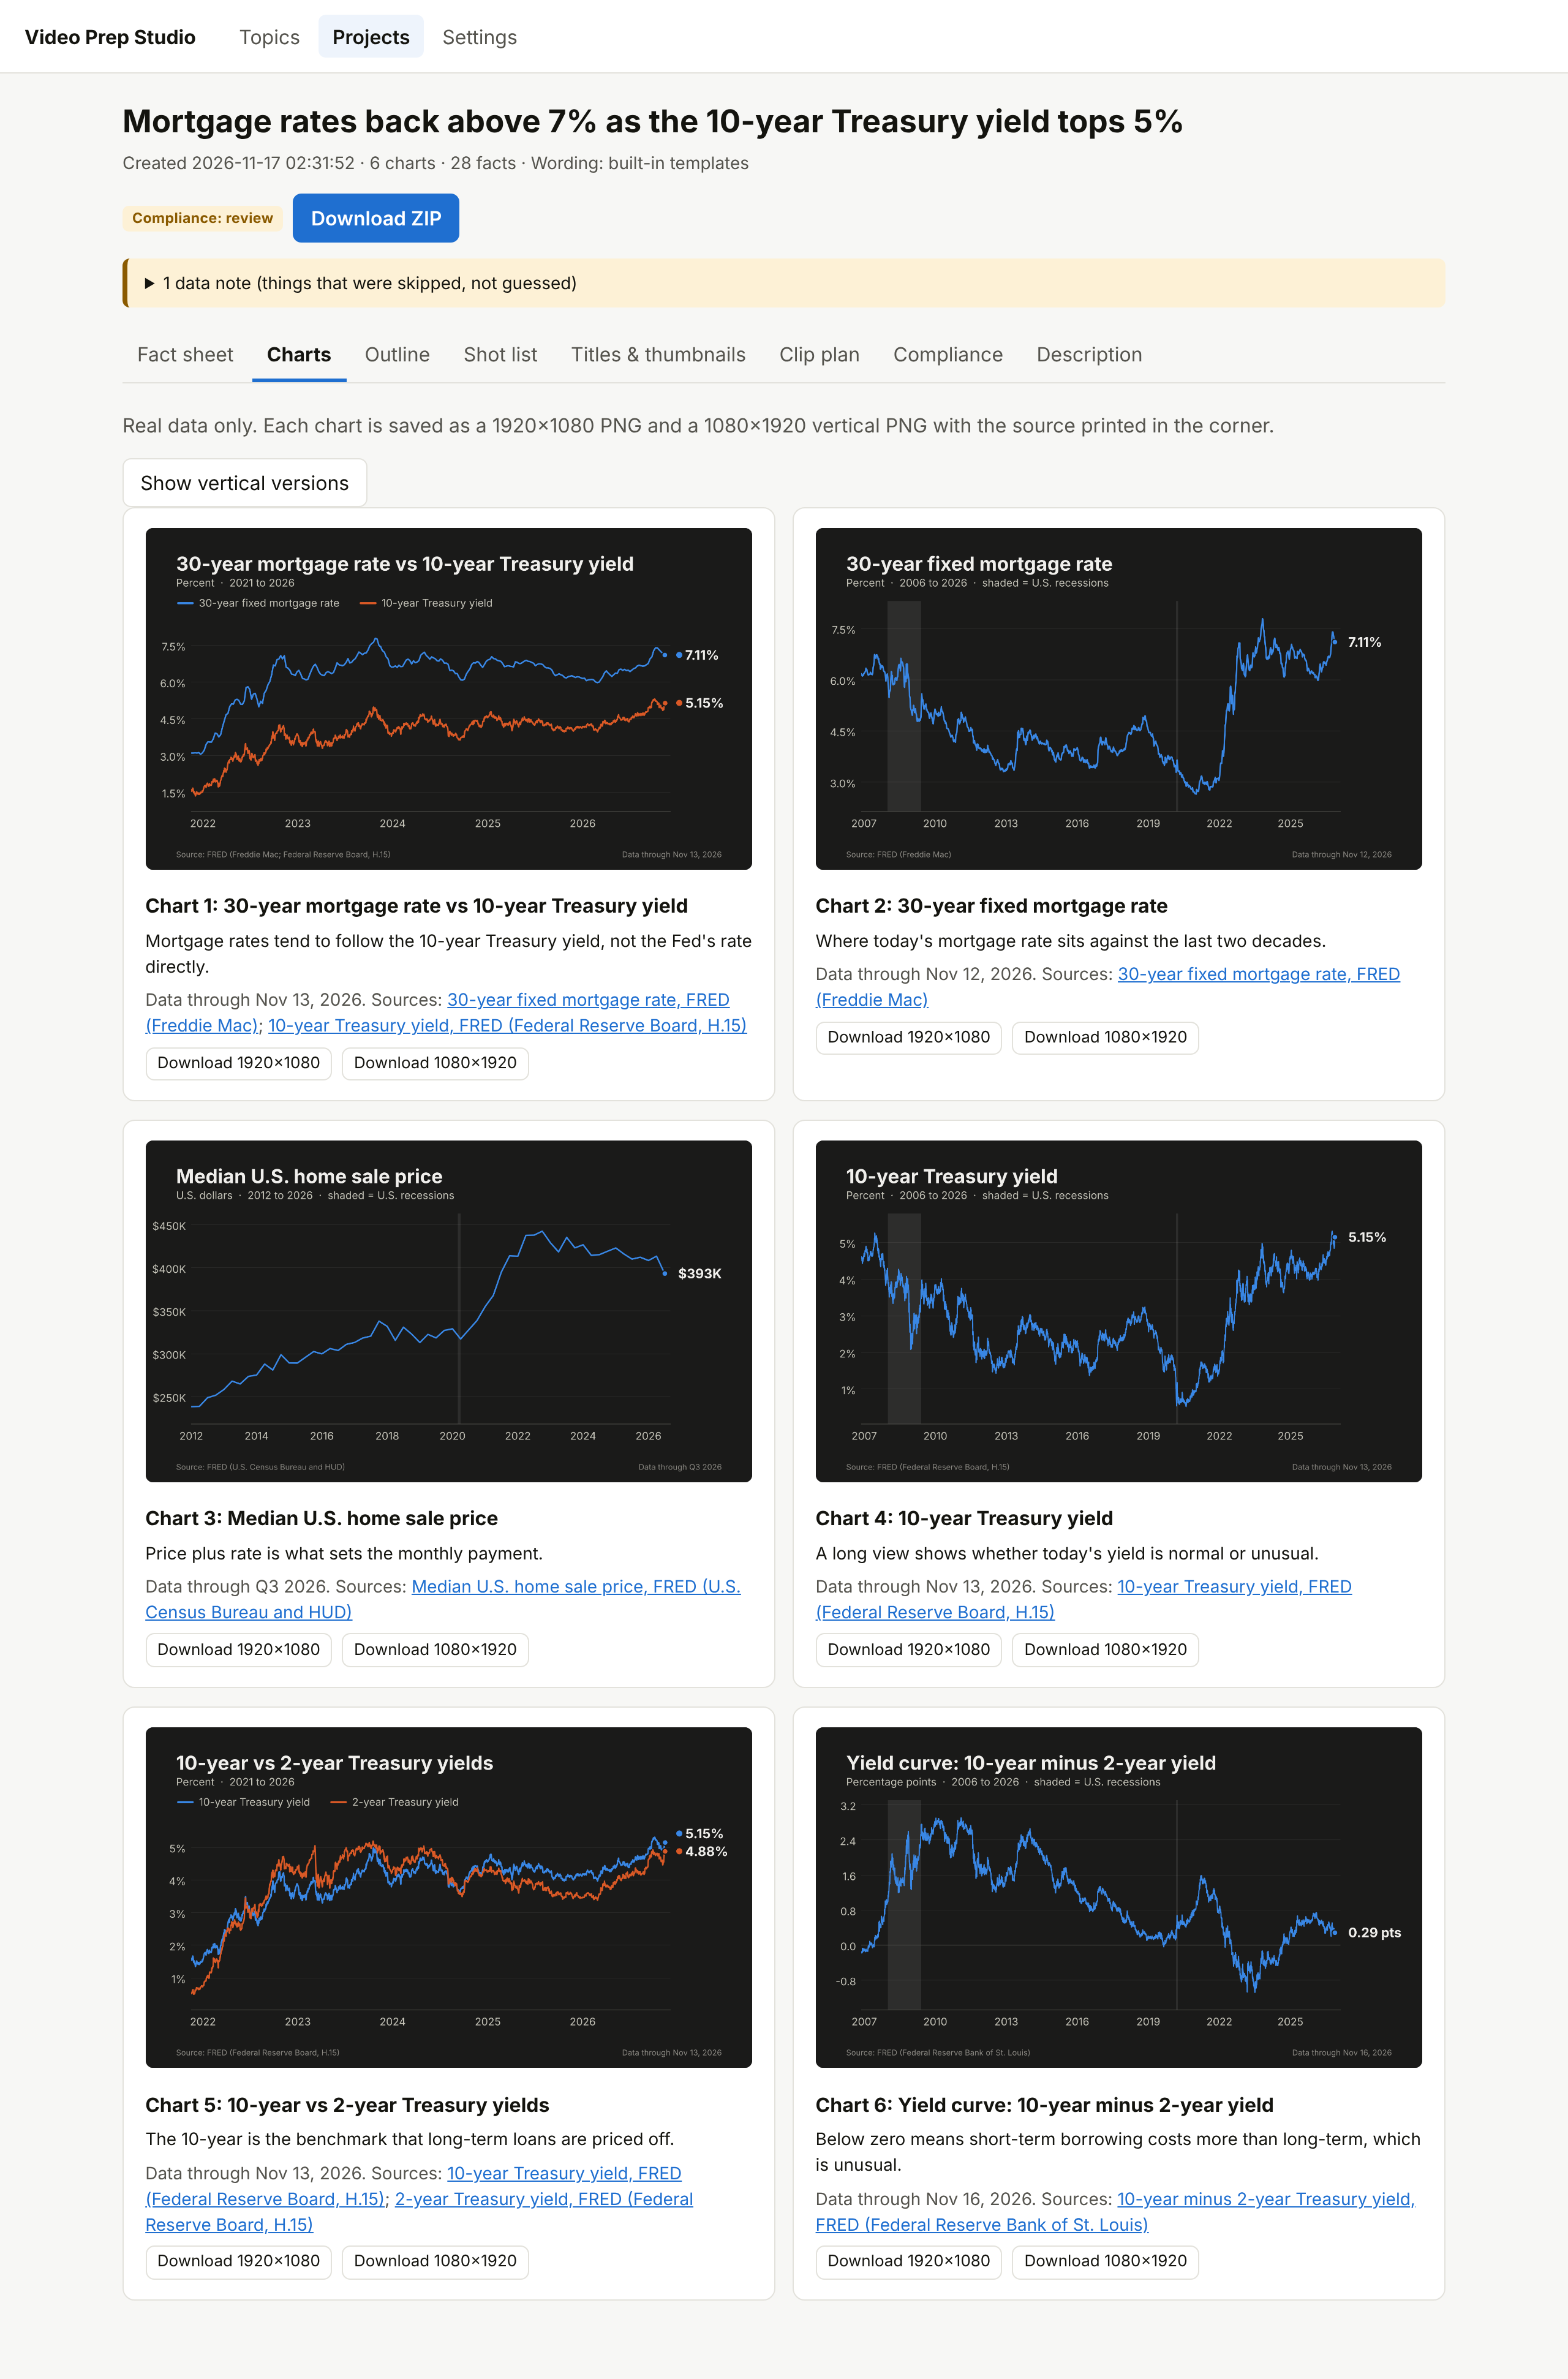 Video Prep Studio Topics Projects Settings
Mortgage rates back above 7% as the 10-year Treasury yield tops 5%
Created 2026-11-17 02:31:52 · 6 charts · 28 facts · Wording: built-in templates
Compliance: review Download ZIP
▶ 1 data note (things that were skipped, not guessed)
Fact sheet Charts Outline Shot list Titles & thumbnails Clip plan Compliance Description
Real data only. Each chart is saved as a 1920×1080 PNG and a 1080×1920 vertical PNG with the source printed in the corner.
Show vertical versions
30-year mortgage rate vs 10-year Treasury yield
Percent · 2021 to 2026
30-year fixed mortgage rate 10-year Treasury yield
7.5%
7.11%
6.0%
5.15%
4.5%
3.0%
1.5%
2022 2023 2024 2025 2026
Source: FRED (Freddie Mac; Federal Reserve Board, H.15) Data through Nov 13, 2026
Chart 1: 30-year mortgage rate vs 10-year Treasury yield
Mortgage rates tend to follow the 10-year Treasury yield, not the Fed's rate
directly.
Data through Nov 13, 2026. Sources: 30-year fixed mortgage rate, FRED
(Freddie Mac); 10-year Treasury yield, FRED (Federal Reserve Board, H.15)
Download 1920×1080 Download 1080×1920
30-year fixed mortgage rate
Percent · 2006 to 2026 · shaded = U.S. recessions
7.5%
7.11%
6.0%
4.5%
3.0%
2007 2010 2013 2016 2019 2022 2025
Source: FRED (Freddie Mac) Data through Nov 12, 2026
Chart 2: 30-year fixed mortgage rate
Where today's mortgage rate sits against the last two decades.
Data through Nov 12, 2026. Sources: 30-year fixed mortgage rate, FRED
(Freddie Mac)
Download 1920×1080 Download 1080×1920
Median U.S. home sale price
U.S. dollars · 2012 to 2026 · shaded = U.S. recessions
$450K
$400K
$393K
$350K
$300K
$250K
2012 2014 2016 2018 2020 2022 2024 2026
Source: FRED (U.S. Census Bureau and HUD) Data through Q3 2026
Chart 3: Median U.S. home sale price
Price plus rate is what sets the monthly payment.
Data through Q3 2026. Sources: Median U.S. home sale price, FRED (U.S.
Census Bureau and HUD)
Download 1920×1080 Download 1080×1920
10-year Treasury yield
Percent · 2006 to 2026 · shaded = U.S. recessions
5%
5.15%
4%
3%
2%
1%
2007 2010 2013 2016 2019 2022 2025
Source: FRED (Federal Reserve Board, H.15) Data through Nov 13, 2026
Chart 4: 10-year Treasury yield
A long view shows whether today's yield is normal or unusual.
Data through Nov 13, 2026. Sources: 10-year Treasury yield, FRED
(Federal Reserve Board, H.15)
Download 1920×1080 Download 1080×1920
10-year vs 2-year Treasury yields
Percent · 2021 to 2026
10-year Treasury yield 2-year Treasury yield
5.15%
5%
4.88%
4%
3%
2%
1%
2022 2023 2024 2025 2026
Source: FRED (Federal Reserve Board, H.15) Data through Nov 13, 2026
Chart 5: 10-year vs 2-year Treasury yields
The 10-year is the benchmark that long-term loans are priced off.
Data through Nov 13, 2026. Sources: 10-year Treasury yield, FRED
(Federal Reserve Board, H.15); 2-year Treasury yield, FRED (Federal
Reserve Board, H.15)
Download 1920×1080 Download 1080×1920
Yield curve: 10-year minus 2-year yield
Percentage points · 2006 to 2026 · shaded = U.S. recessions
3.2
2.4
1.6
0.8
0.29 pts
0.0
-0.8
2007 2010 2013 2016 2019 2022 2025
Source: FRED (Federal Reserve Bank of St. Louis) Data through Nov 16, 2026
Chart 6: Yield curve: 10-year minus 2-year yield
Below zero means short-term borrowing costs more than long-term, which
is unusual.
Data through Nov 16, 2026. Sources: 10-year minus 2-year Treasury yield,
FRED (Federal Reserve Bank of St. Louis)
Download 1920×1080 Download 1080×1920